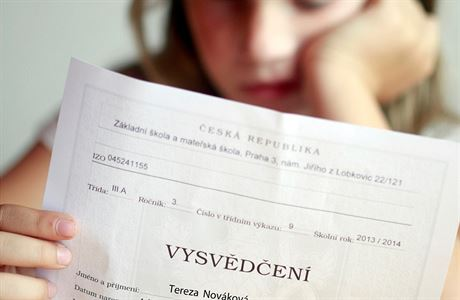 ČESKÁ REPUBLIKA
Základní škola a mateřská škola, Praha 3, nám. Jiřího z Lobkovic 22/121
IZO 045241155
Třída: III A Ročník: 3 Číslo v třídním výkazu: 9 Školní rok: 2013 / 2014
VYSVĚDČENÍ
Jméno a příjmení: Tereza Nováková
Datum